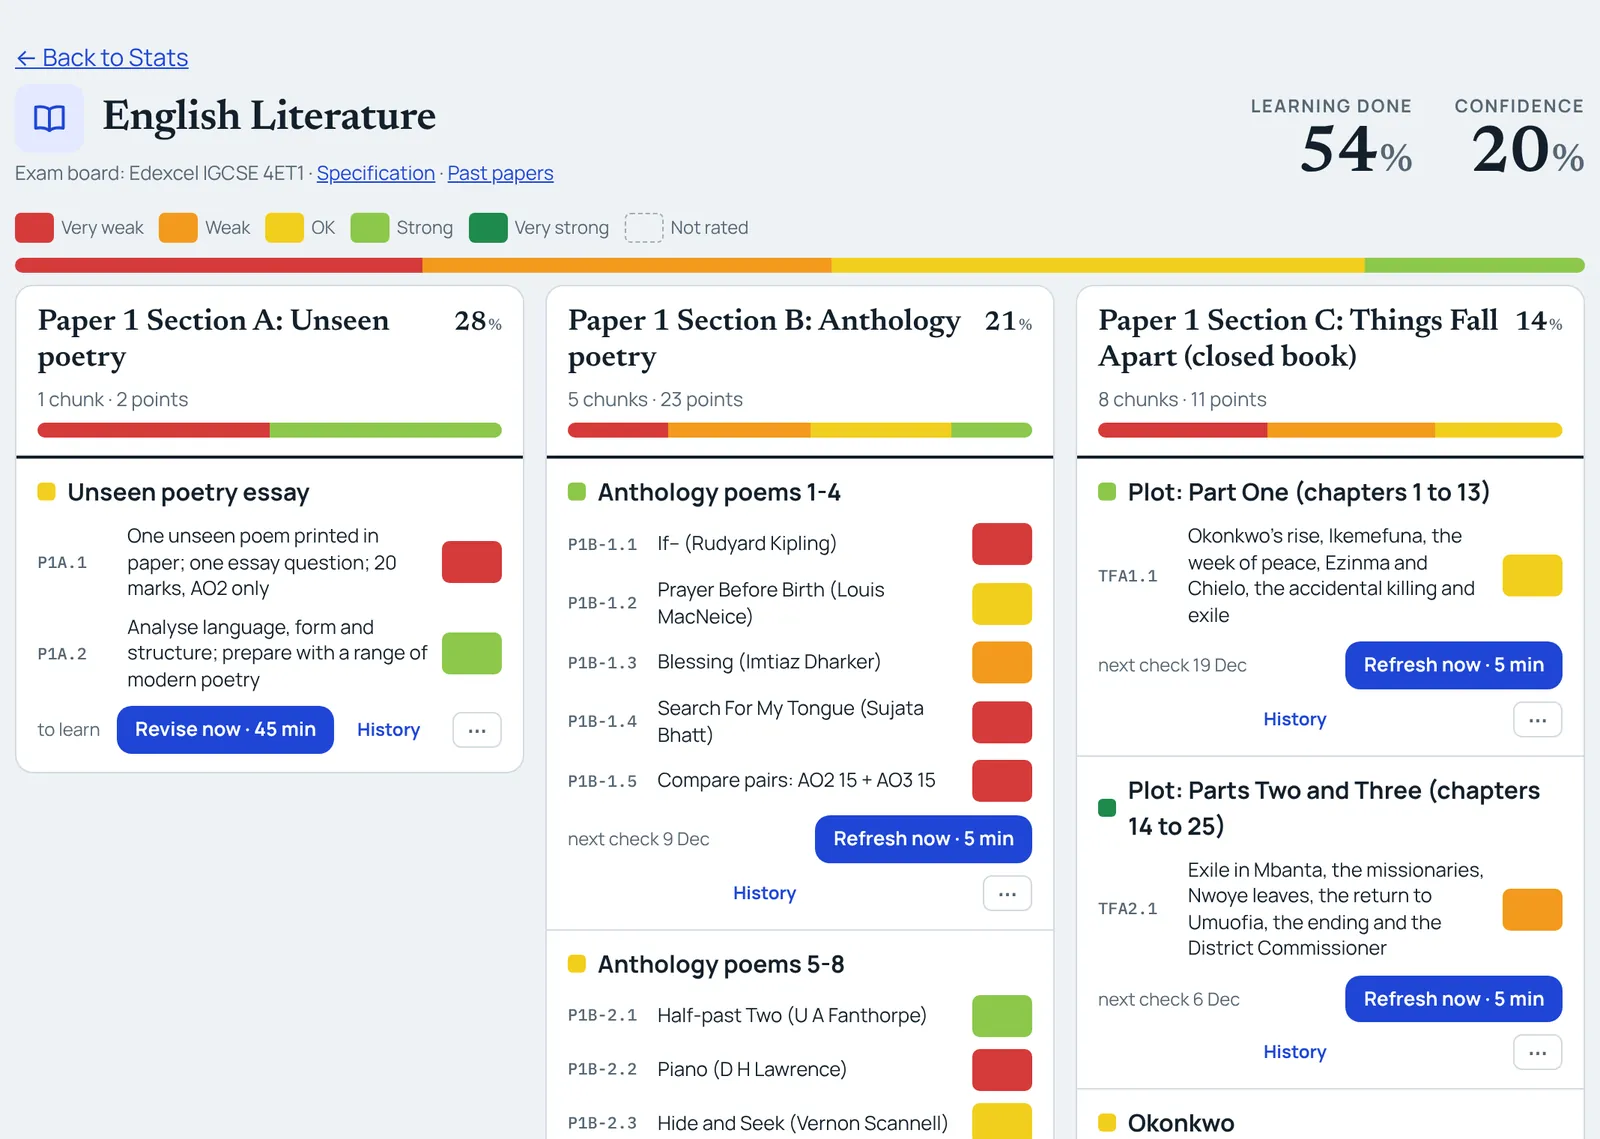 ← Back to Stats
English Literature
Exam board: Edexcel IGCSE 4ET1 · Specification · Past papers
LEARNING DONE
54%
CONFIDENCE
20%
Very weak
Weak
OK
Strong
Very strong
Not rated
Paper 1 Section A: Unseen
poetry
28%
1 chunk · 2 points
Unseen poetry essay
P1A.1
One unseen poem printed in
paper; one essay question; 20
marks, AO2 only
P1A.2
Analyse language, form and
structure; prepare with a range of
modern poetry
to learn
Revise now · 45 min
History
...
Paper 1 Section B: Anthology
poetry
21%
5 chunks · 23 points
Anthology poems 1-4
P1B-1.1
If– (Rudyard Kipling)
P1B-1.2
Prayer Before Birth (Louis
MacNeice)
P1B-1.3
Blessing (Imtiaz Dharker)
P1B-1.4
Search For My Tongue (Sujata
Bhatt)
P1B-1.5
Compare pairs: AO2 15 + AO3 15
next check 9 Dec
Refresh now · 5 min
History
...
Anthology poems 5-8
P1B-2.1
Half-past Two (U A Fanthorpe)
P1B-2.2
Piano (D H Lawrence)
P1B-2.3
Hide and Seek (Vernon Scannell)
Paper 1 Section C: Things Fall
Apart (closed book)
14%
8 chunks · 11 points
Plot: Part One (chapters 1 to 13)
TFA1.1
Okonkwo’s rise, Ikemefuna, the
week of peace, Ezinma and
Chielo, the accidental killing and
exile
next check 19 Dec
Refresh now · 5 min
History
...
Plot: Parts Two and Three (chapters
14 to 25)
TFA2.1
Exile in Mbanta, the missionaries,
Nwoye leaves, the return to
Umuofia, the ending and the
District Commissioner
next check 6 Dec
Refresh now · 5 min
History
...
Okonkwo